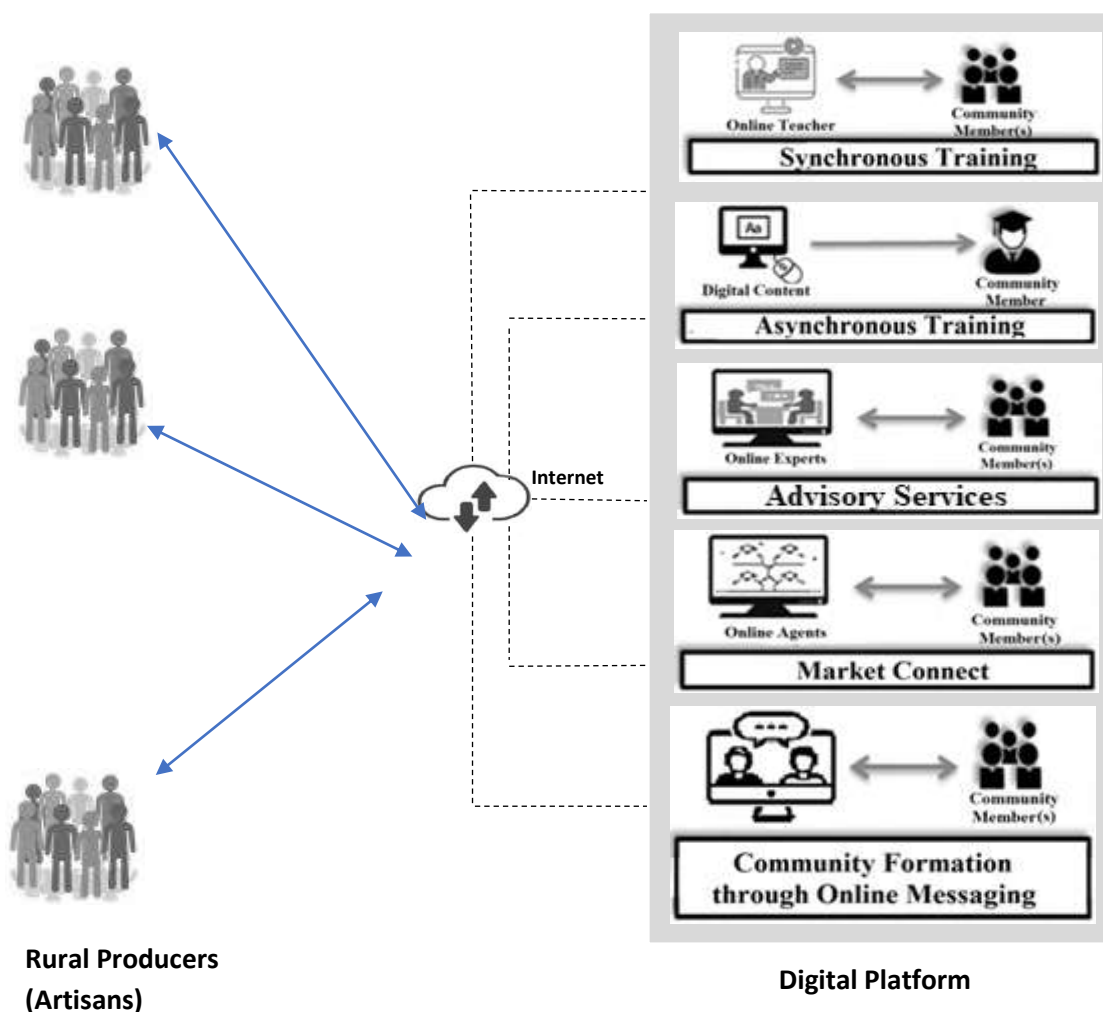 Online Teacher
Community
Member(s)
Synchronous Training
Aa
Digital Content
Community
Member
Asynchronous Training
Online Experts
Community
Member(s)
Advisory Services
Internet
Online Agents
Community
Member(s)
Market Connect
Community
Member(s)
Community Formation
through Online Messaging
Rural Producers
(Artisans)
Digital Platform